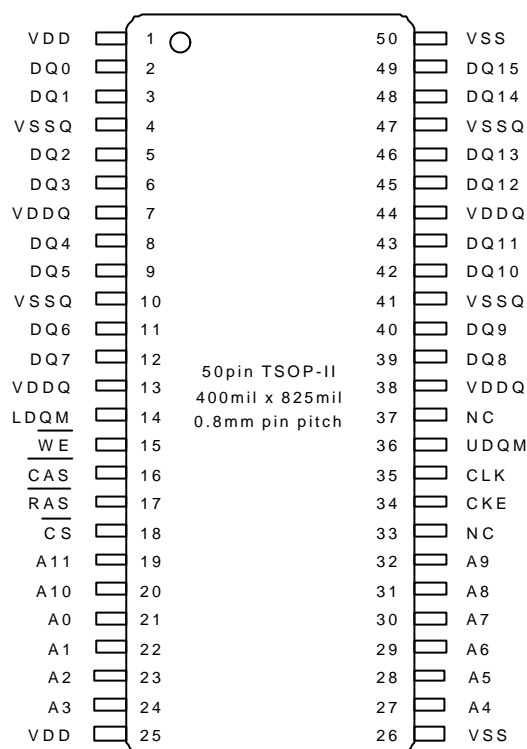 VDD 1 50 VSS
DQ0 2 49 DQ15
DQ1 3 48 DQ14
VSSQ 4 47 VSSQ
DQ2 5 46 DQ13
DQ3 6 45 DQ12
VDDQ 7 44 VDDQ
DQ4 8 43 DQ11
DQ5 9 42 DQ10
VSSQ 10 41 VSSQ
DQ6 11 40 DQ9
DQ7 12 39 DQ8
50pin TSOP-II
VDDQ 13 38 VDDQ
400mil x 825mil
LDQM 14 37 NC
0.8mm pin pitch
W̅E̅ 15 36 UDQM
C̅A̅S̅ 16 35 CLK
R̅A̅S̅ 17 34 CKE
C̅S̅ 18 33 NC
A11 19 32 A9
A10 20 31 A8
A0 21 30 A7
A1 22 29 A6
A2 23 28 A5
A3 24 27 A4
VDD 25 26 VSS